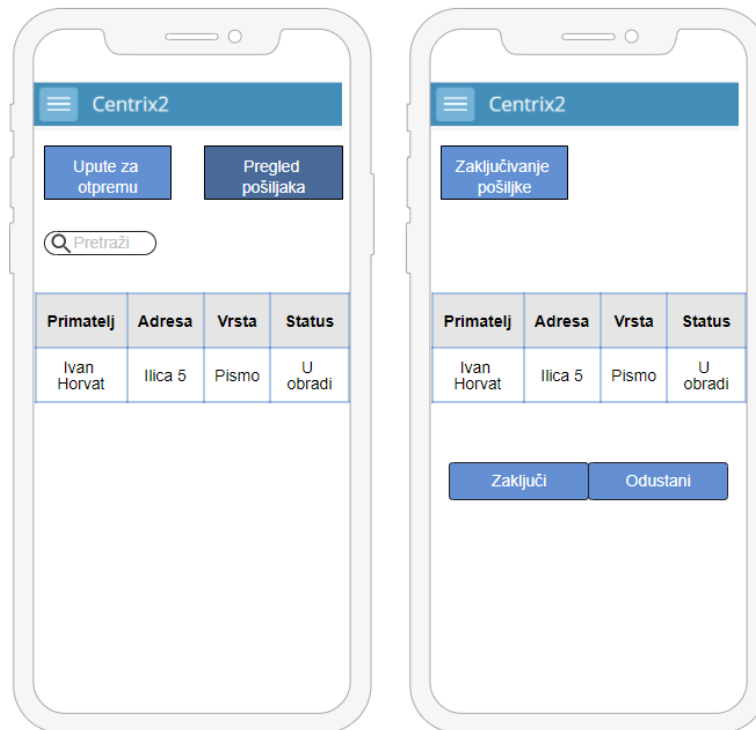 Centrix2
Upute za
otpremu
Pregled
pošiljaka
Pretraži
Primatelj Adresa Vrsta Status
Ivan
Horvat
Ilica 5
Pismo
U
obradi
Centrix2
Zaključivanje
pošiljke
Primatelj Adresa Vrsta Status
Ivan
Horvat
Ilica 5
Pismo
U
obradi
Zaključi
Odustani